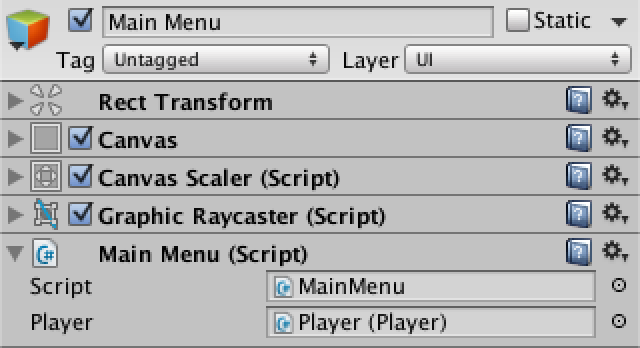 Main Menu Static
Tag Untagged Layer UI
Rect Transform
Canvas
Canvas Scaler (Script)
Graphic Raycaster (Script)
C# Main Menu (Script)
Script C# MainMenu
Player C# Player (Player)